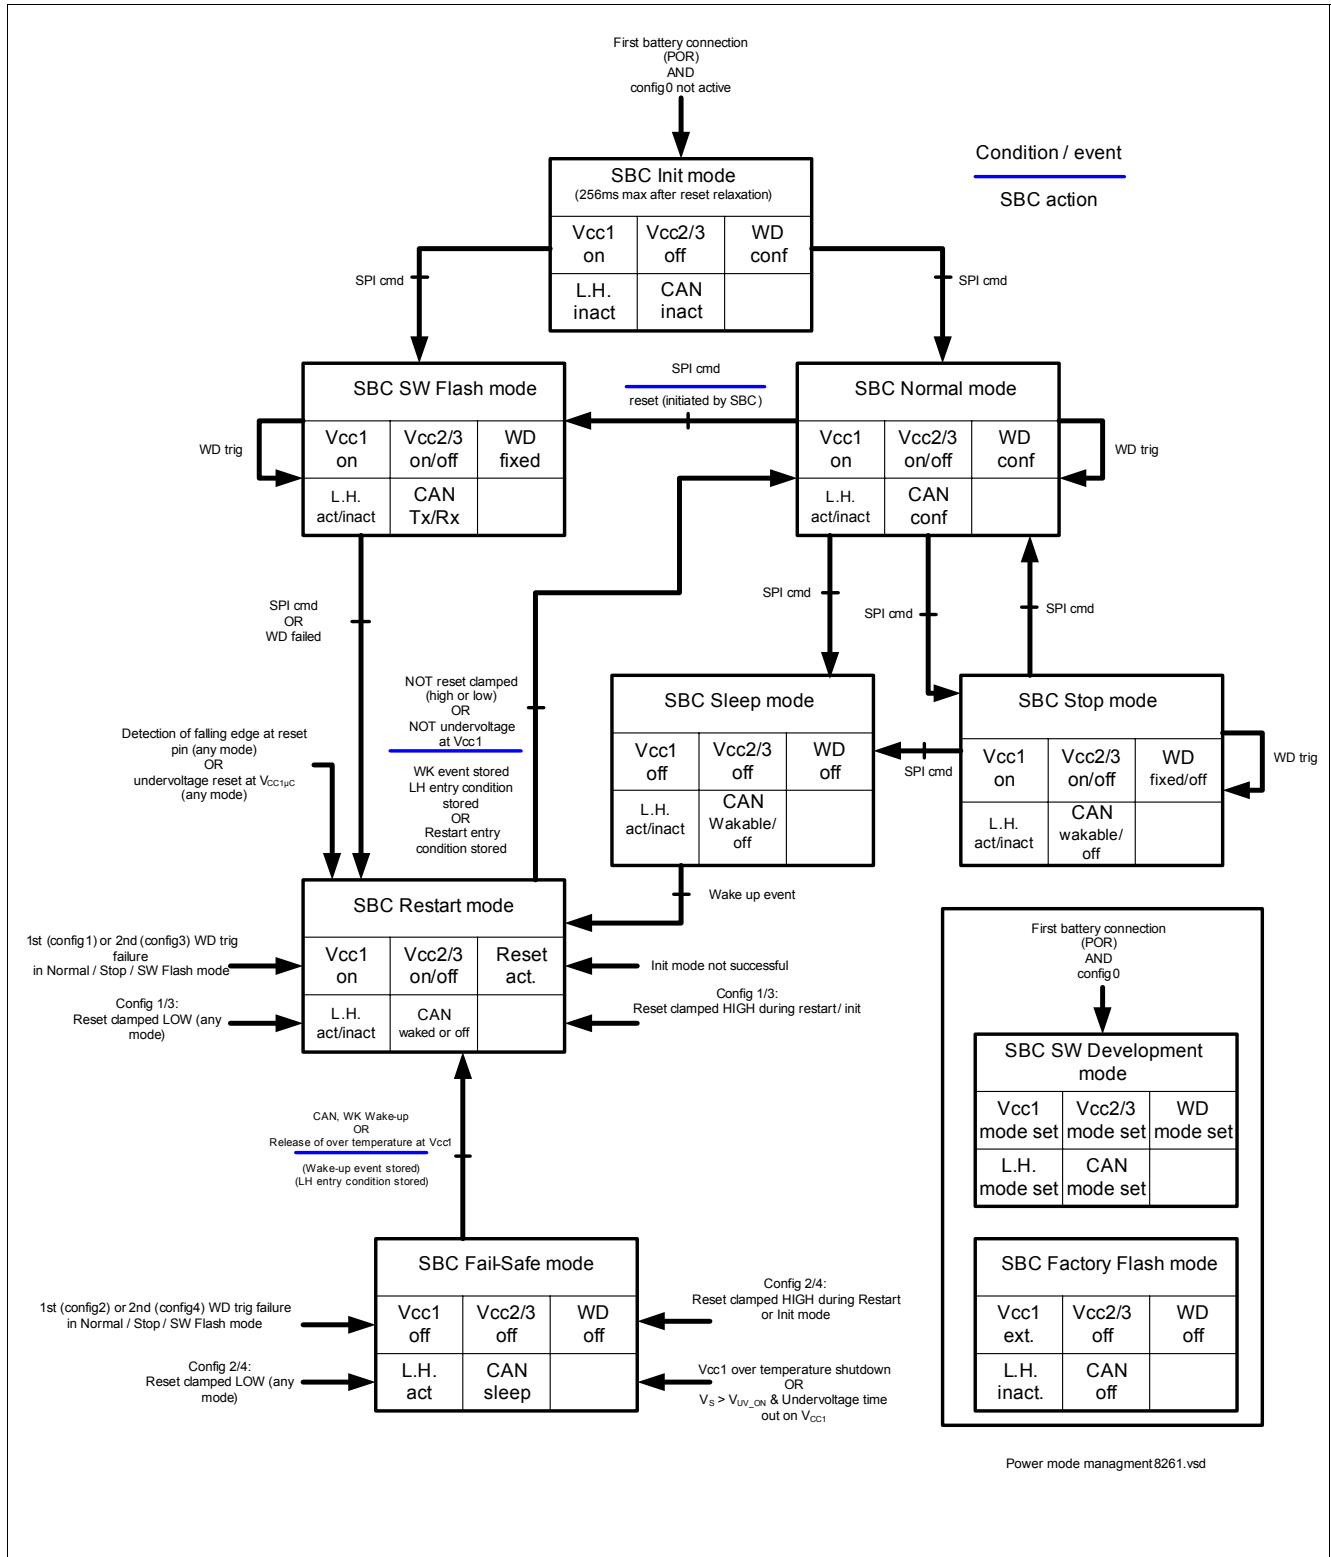 First battery connection
(POR)
AND
config0 not active
Condition / event
SBC action
SBC Init mode
(256ms max after reset relaxation)
Vcc1
on
Vcc2/3
off
WD
conf
L.H.
inact
CAN
inact
SPI cmd
SPI cmd
SBC SW Flash mode
Vcc1
on
Vcc2/3
on/off
WD
fixed
L.H.
act/inact
CAN
Tx/Rx
WD trig
SPI cmd
reset (initiated by SBC)
SBC Normal mode
Vcc1
on
Vcc2/3
on/off
WD
conf
L.H.
act/inact
CAN
conf
WD trig
SPI cmd
OR
WD failed
SPI cmd
SPI cmd
SPI cmd
NOT reset clamped
(high or low)
OR
NOT undervoltage
at Vcc1
WK event stored
LH entry condition
stored
OR
Restart entry
condition stored
Detection of falling edge at reset
pin (any mode)
OR
undervoltage reset at VCC1µC
(any mode)
SBC Sleep mode
Vcc1
off
Vcc2/3
off
WD
off
L.H.
act/inact
CAN
Wakable/
off
SPI cmd
SBC Stop mode
Vcc1
on
Vcc2/3
on/off
WD
fixed/off
L.H.
act/inact
CAN
wakable/
off
WD trig
Wake up event
SBC Restart mode
Vcc1
on
Vcc2/3
on/off
Reset
act.
L.H.
act/inact
CAN
waked or off
1st (config1) or 2nd (config3) WD trig
failure
in Normal / Stop / SW Flash mode
Config 1/3:
Reset clamped LOW (any
mode)
Init mode not successful
Config 1/3:
Reset clamped HIGH during restart / init
CAN, WK Wake-up
OR
Release of over temperature at Vcc1
(Wake-up event stored)
(LH entry condition stored)
SBC Fail-Safe mode
Vcc1
off
Vcc2/3
off
WD
off
L.H.
act
CAN
sleep
1st (config2) or 2nd (config4) WD trig failure
in Normal / Stop / SW Flash mode
Config 2/4:
Reset clamped LOW (any
mode)
Config 2/4:
Reset clamped HIGH during Restart
or Init mode
Vcc1 over temperature shutdown
OR
VS > VUV_ON & Undervoltage time
out on VCC1
First battery connection
(POR)
AND
config0
SBC SW Development
mode
Vcc1
mode set
Vcc2/3
mode set
WD
mode set
L.H.
mode set
CAN
mode set
SBC Factory Flash mode
Vcc1
ext.
Vcc2/3
off
WD
off
L.H.
inact.
CAN
off
Power mode managment 8261.vsd